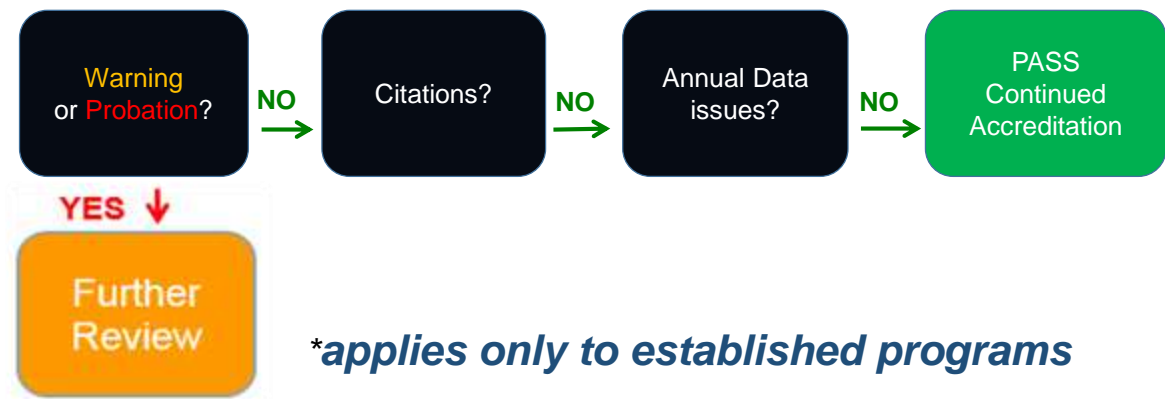 Warning
or Probation?
NO
Citations?
NO
Annual Data
issues?
NO
PASS
Continued
Accreditation
YES
Further
Review
*applies only to established programs